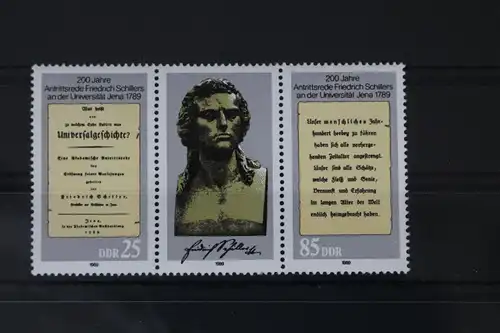 200 Jahre
Antrittsrede Friedrich Schillers
an der Universität Jena 1789
Was heißt
und
zu welchem Ende studiert man
Universalgeschichte?
Eine Akademische Antrittsrede
bey
Eröffnung seiner Vorlesungen
gehalten
von
Friedrich Schiller,
Professor der Philosophie in Jena.
Jena,
in der Akademischen Buchhandlung
1789
DDR 25
1989
Friedrich Schiller
1989
200 Jahre
Antrittsrede Friedrich Schillers
an der Universität Jena 1789
Unser menschliches Jahr-
hundert herbey zu führen
haben sich alle vorherge-
henden Zeitalter angestrengt.
Unser sind alle Schätze,
welche Fleiß und Genie,
Vernunft und Erfahrung
im langen Alter der Welt
endlich heimgebracht haben.
85 DDR
1989